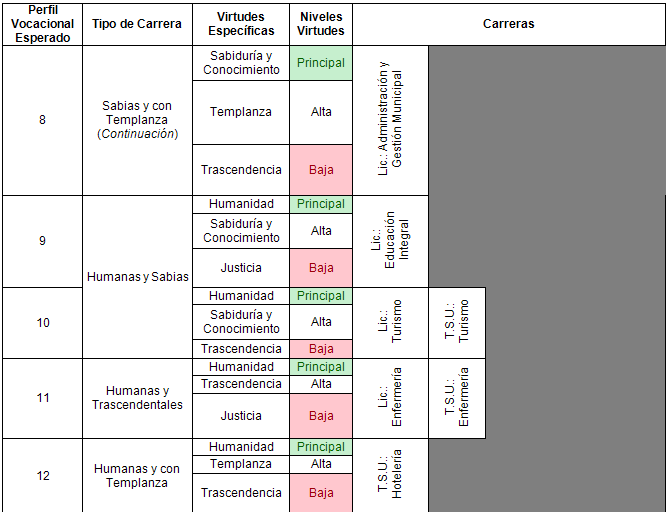 Perfil
Vocacional
Esperado
Tipo de Carrera
Virtudes
Específicas
Niveles
Virtudes
Carreras
8
Sabias y con
Templanza
(Continuación)
Sabiduría y
Conocimiento
Principal
Templanza
Alta
Trascendencia
Baja
Lic.: Administración y
Gestión Municipal
9
Humanas y Sabias
Humanidad
Principal
Sabiduría y
Conocimiento
Alta
Justicia
Baja
Lic.:
Educación
Integral
10
Humanidad
Principal
Sabiduría y
Conocimiento
Alta
Trascendencia
Baja
Lic.:
Turismo
T.S.U.:
Turismo
11
Humanas y
Trascendentales
Humanidad
Principal
Trascendencia
Alta
Justicia
Baja
Lic.:
Enfermería
T.S.U.:
Enfermería
12
Humanas y con
Templanza
Humanidad
Principal
Templanza
Alta
Trascendencia
Baja
T.S.U.:
Hotelería